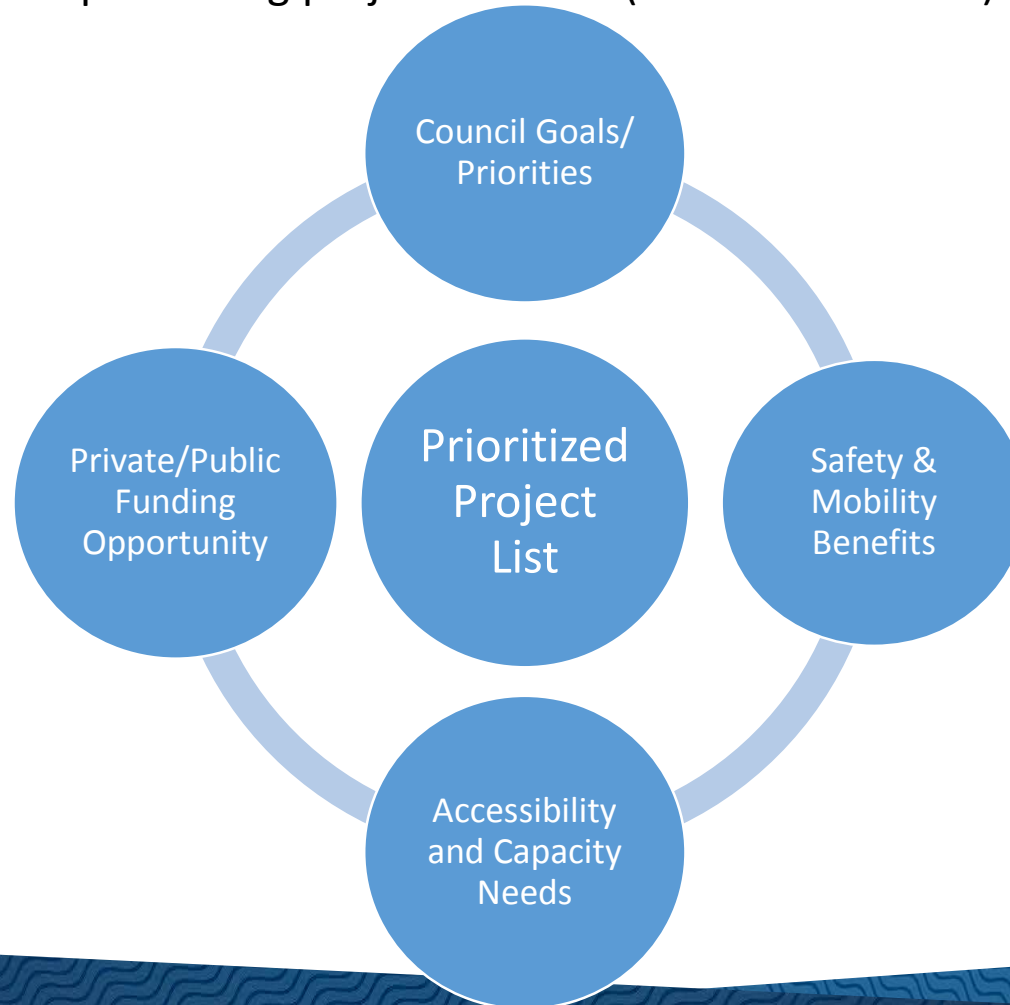 Council Goals/
Priorities
Private/Public
Funding
Opportunity
Prioritized
Project
List
Safety &
Mobility
Benefits
Accessibility
and Capacity
Needs